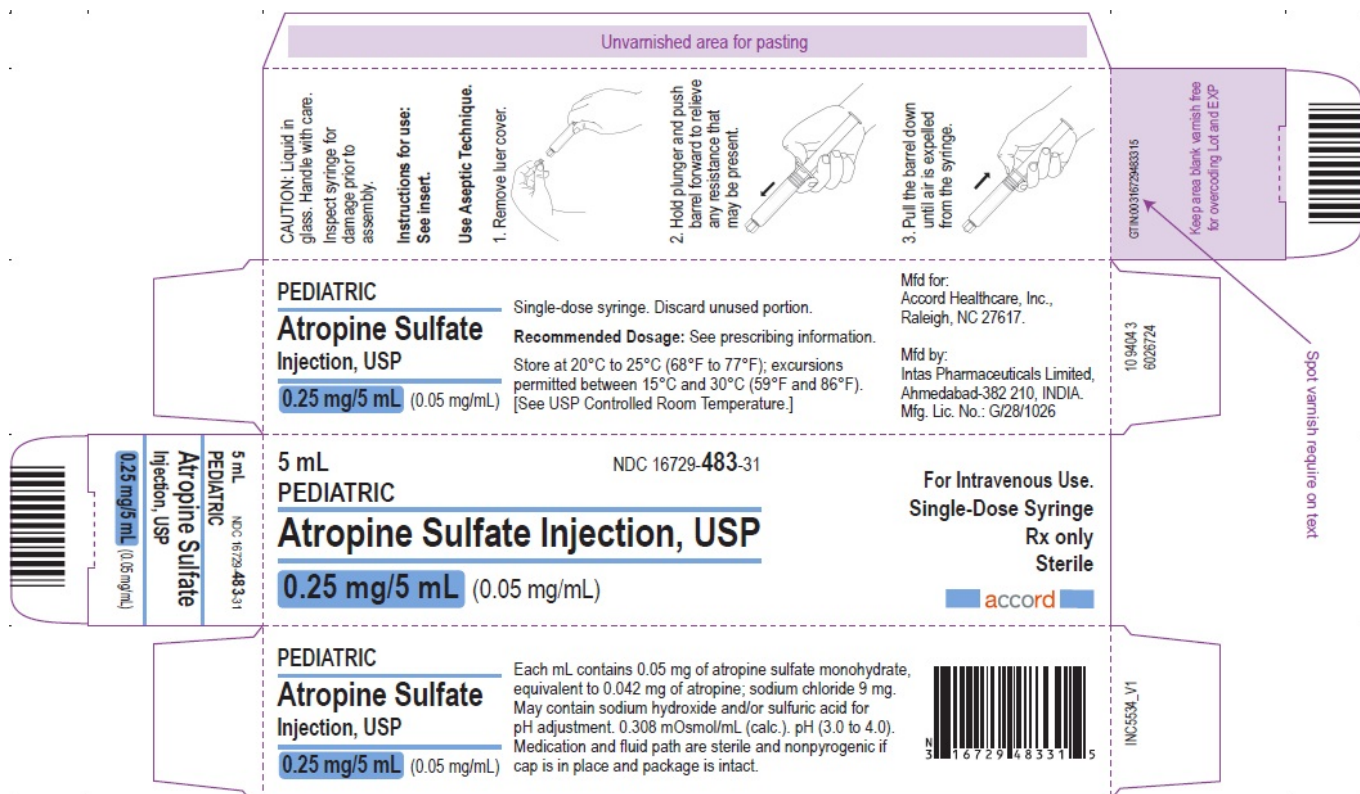 Unvarnished area for pasting
CAUTION: Liquid in
glass. Handle with care.
Inspect syringe for
damage prior to
assembly.
Instructions for use:
See insert.
Use Aseptic Technique.
1. Remove luer cover.
2. Hold plunger and push
barrel forward to relieve
any resistance that
may be present.
3. Pull the barrel down
until air is expelled
from the syringe.
GTIN:00316729483315
Keep area blank varnish free
for overcoding Lot and EXP
Spot varnish require on text
PEDIATRIC
Atropine Sulfate
Injection, USP
0.25 mg/5 mL (0.05 mg/mL)
Single-dose syringe. Discard unused portion.
Recommended Dosage: See prescribing information.
Store at 20°C to 25°C (68°F to 77°F); excursions
permitted between 15°C and 30°C (59°F and 86°F).
[See USP Controlled Room Temperature.]
Mfd for:
Accord Healthcare, Inc.,
Raleigh, NC 27617.
Mfd by:
Intas Pharmaceuticals Limited,
Ahmedabad-382 210, INDIA.
Mfg. Lic. No.: G/28/1026
10 9404 3
6026724
5 mL NDC 16729-483-31
PEDIATRIC
Atropine Sulfate
Injection, USP
0.25 mg/5 mL (0.05 mg/mL)
5 mL NDC 16729-483-31
PEDIATRIC
Atropine Sulfate Injection, USP
0.25 mg/5 mL (0.05 mg/mL)
For Intravenous Use.
Single-Dose Syringe
Rx only
Sterile
accord
PEDIATRIC
Atropine Sulfate
Injection, USP
0.25 mg/5 mL (0.05 mg/mL)
Each mL contains 0.05 mg of atropine sulfate monohydrate,
equivalent to 0.042 mg of atropine; sodium chloride 9 mg.
May contain sodium hydroxide and/or sulfuric acid for
pH adjustment. 0.308 mOsmol/mL (calc.). pH (3.0 to 4.0).
Medication and fluid path are sterile and nonpyrogenic if
cap is in place and package is intact.
N
3 16729 48331 5
INC5534_V1